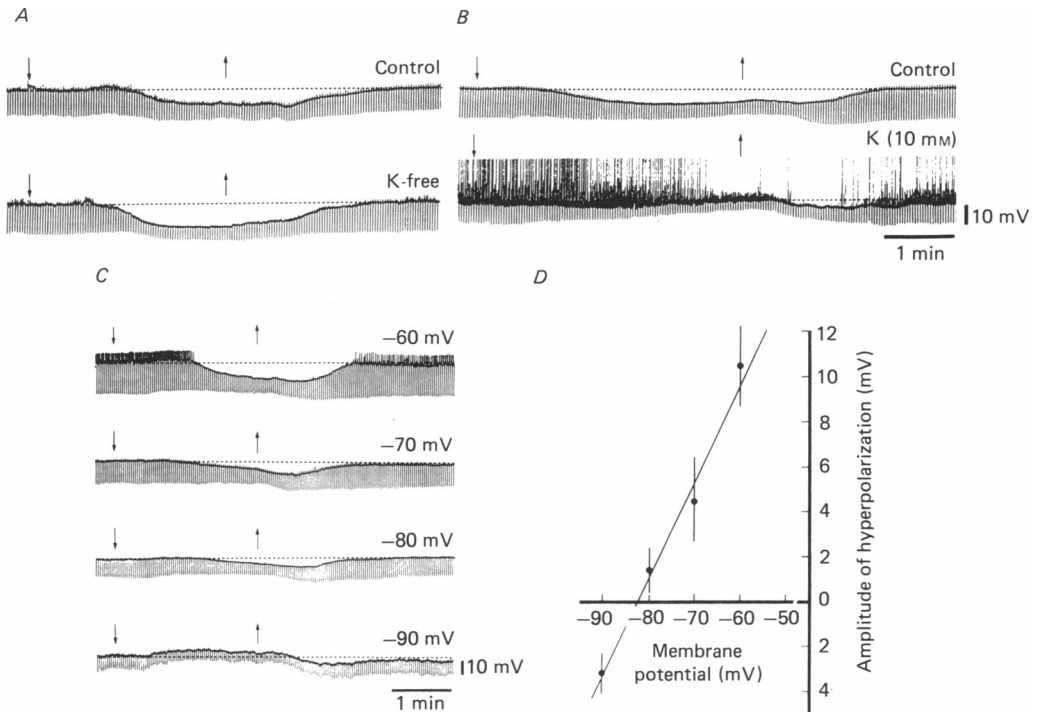 A
Control
K-free
B
Control
K (10 mM)
10 mV
1 min
C
−60 mV
−70 mV
−80 mV
−90 mV
10 mV
1 min
D
12
10
8
6
4
2
0
2
4
−90 −80 −70 −60 −50
Membrane
potential (mV)
Amplitude of hyperpolarization (mV)